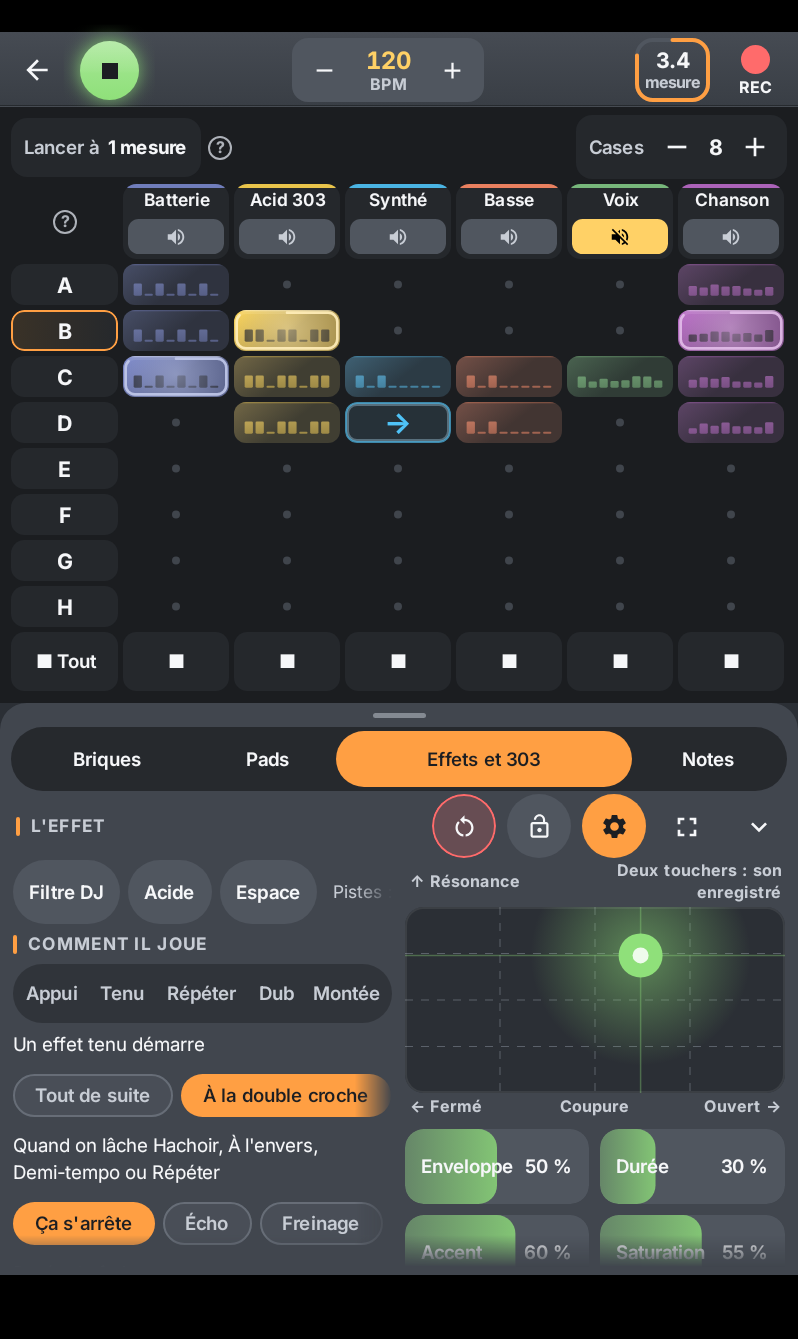 120
BPM
3.4
mesure
REC
Lancer à 1 mesure ?
Cases 8
?
Batterie Acid 303 Synthé Basse Voix Chanson
A
B
C
D
→
E
F
G
H
Tout
Briques Pads Effets et 303 Notes
L'EFFET
Filtre DJ Acide Espace Pistes
COMMENT IL JOUE
Appui Tenu Répéter Dub Montée
Un effet tenu démarre
Tout de suite À la double croche
Quand on lâche Hachoir, À l'envers,
Demi-tempo ou Répéter
Ça s'arrête Écho Freinage
↑ Résonance
Deux touchers : son
enregistré
← Fermé Coupure Ouvert →
Enveloppe 50 % Durée 30 %
Accent 60 % Saturation 55 %